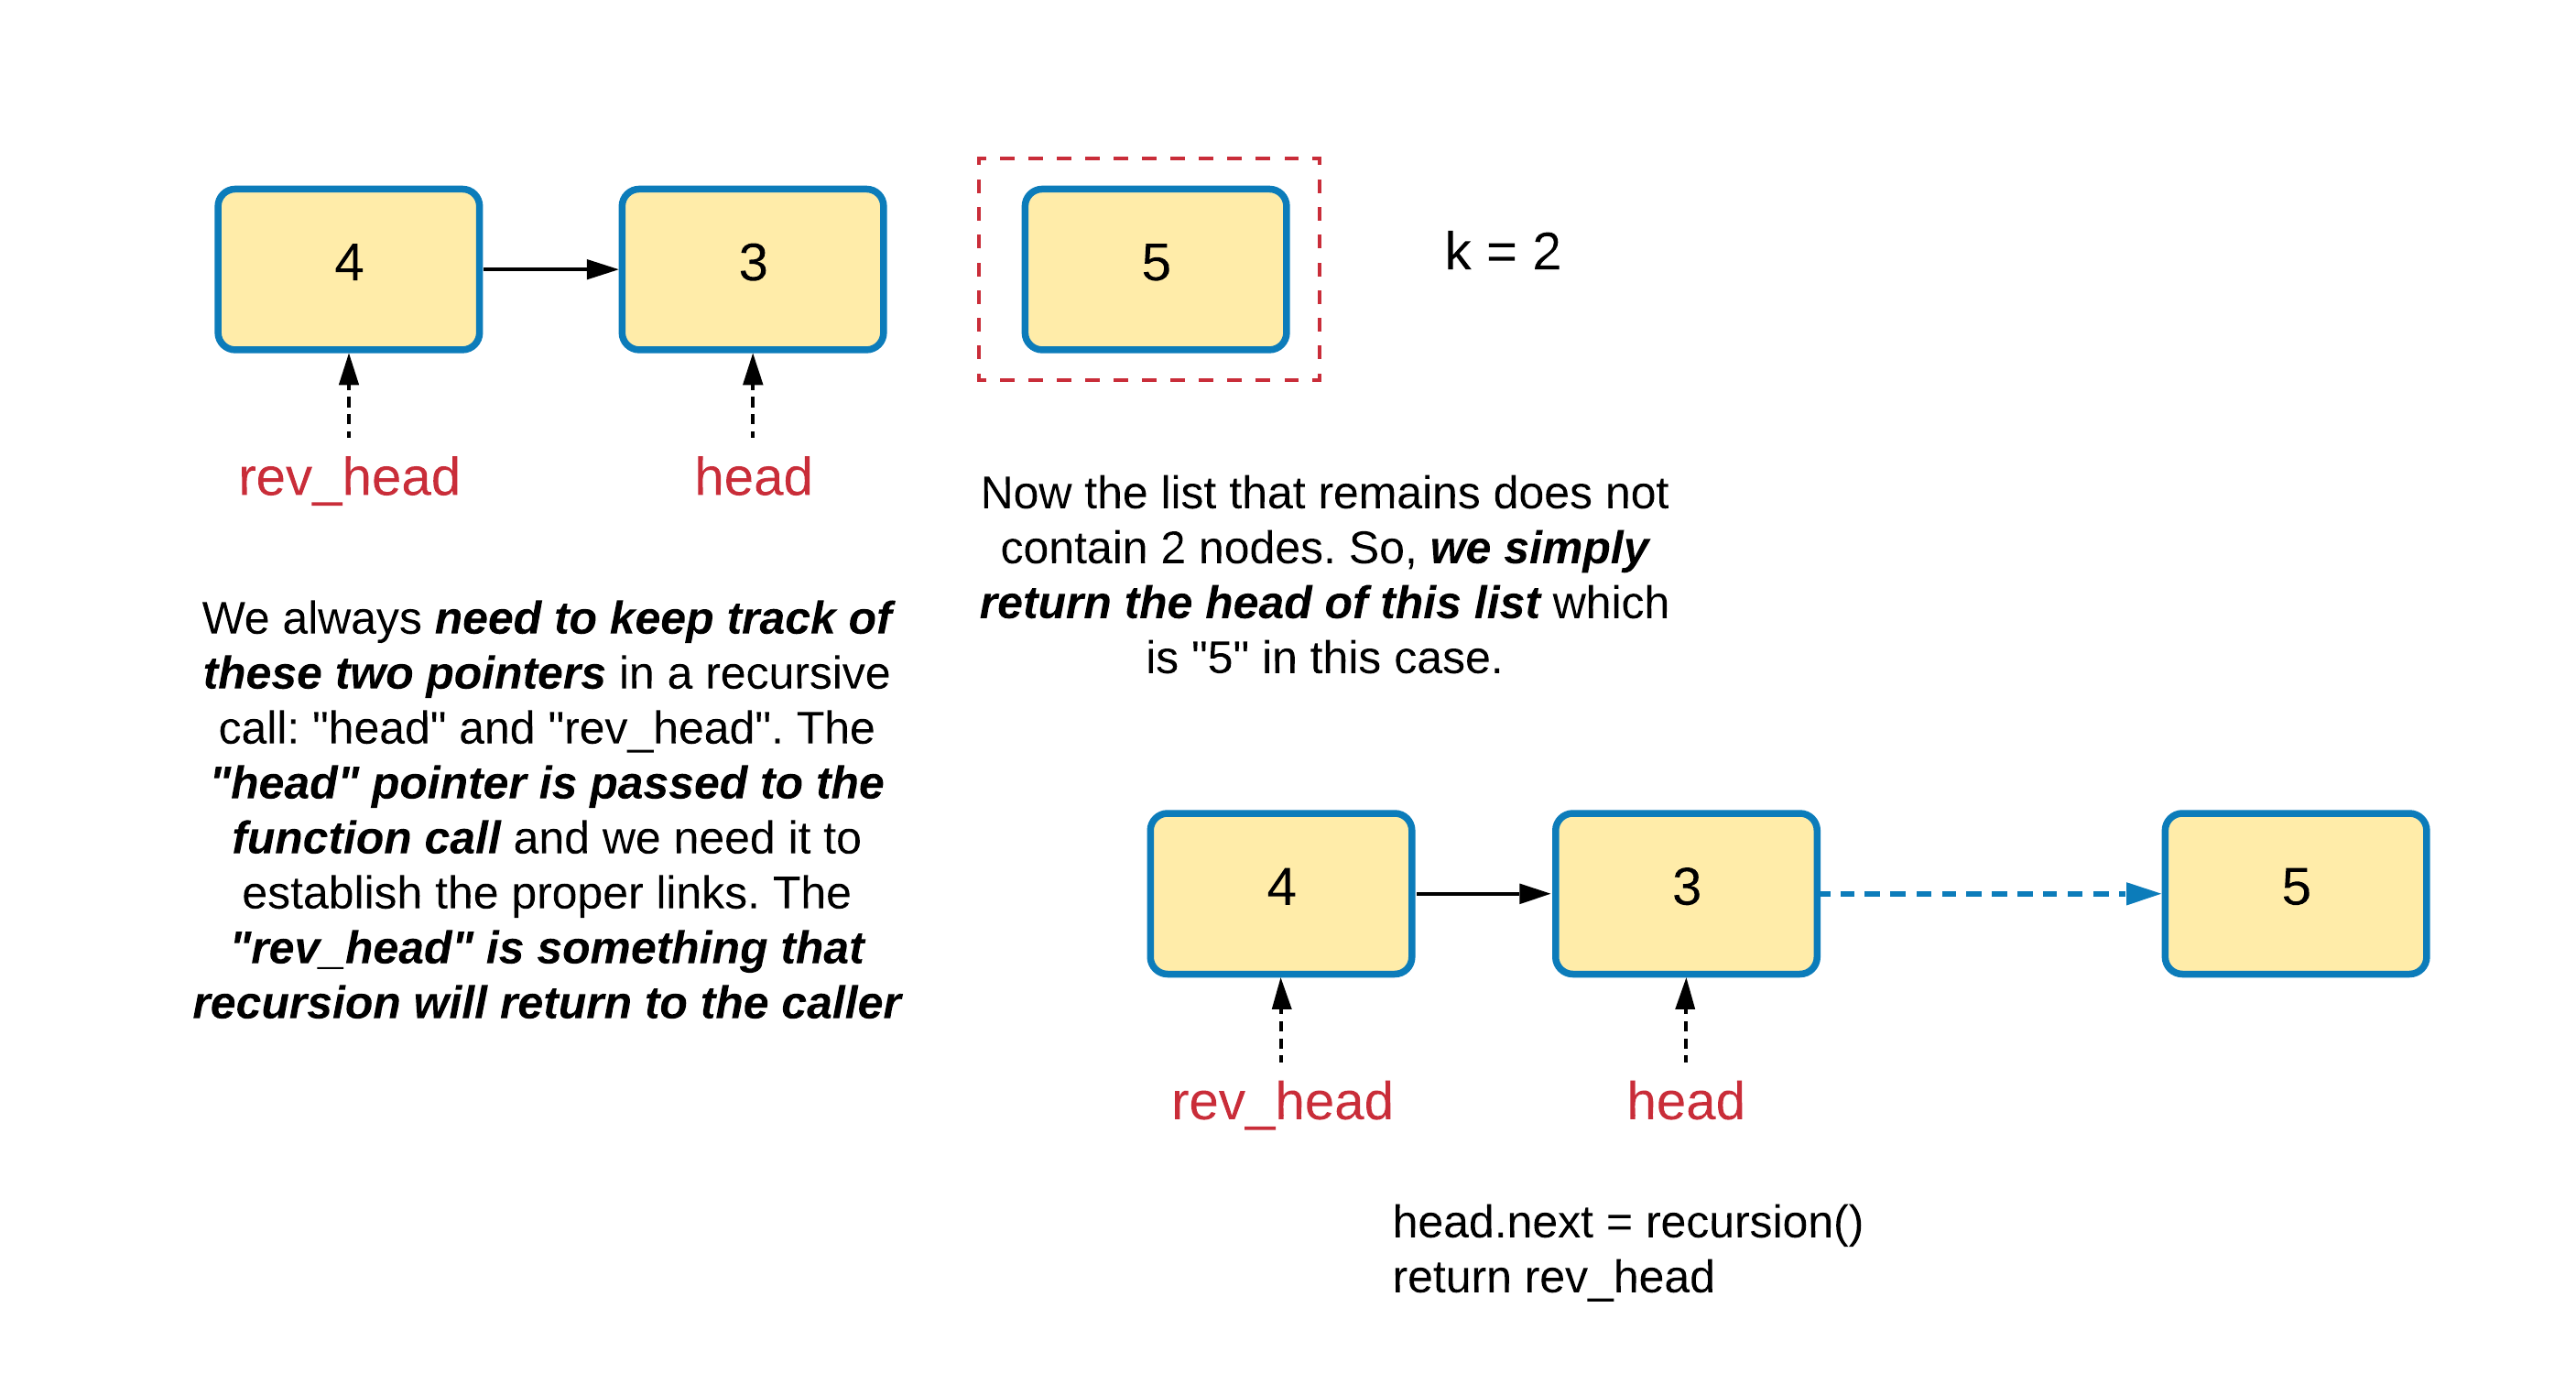 4
3
5
k = 2
rev_head
head
We always need to keep track of
these two pointers in a recursive
call: "head" and "rev_head". The
"head" pointer is passed to the
function call and we need it to
establish the proper links. The
"rev_head" is something that
recursion will return to the caller
Now the list that remains does not
contain 2 nodes. So, we simply
return the head of this list which
is "5" in this case.
4
3
5
rev_head
head
head.next = recursion()
return rev_head